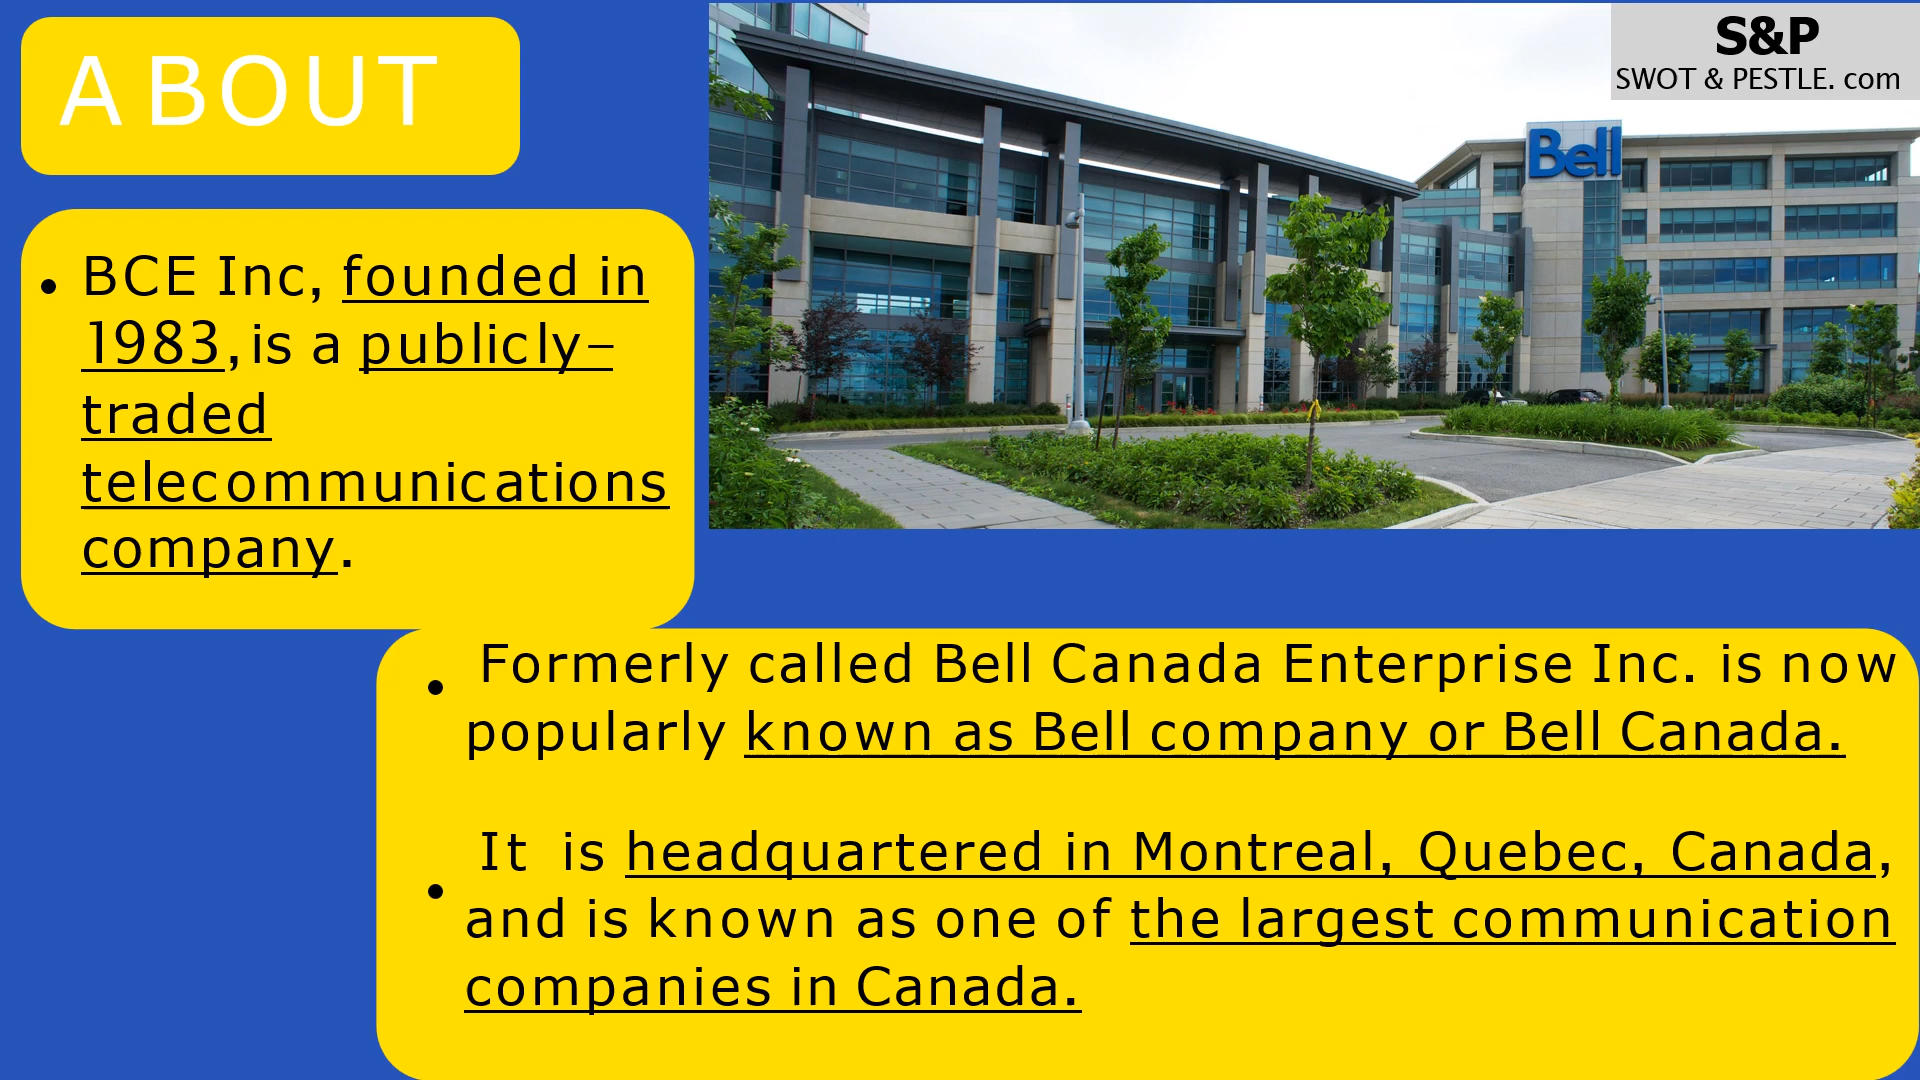 ABOUT
S&P
SWOT & PESTLE. com
Bell
• BCE Inc, founded in
1983, is a publicly–
traded
telecommunications
company.
• Formerly called Bell Canada Enterprise Inc. is now
popularly known as Bell company or Bell Canada.
• It is headquartered in Montreal, Quebec, Canada,
and is known as one of the largest communication
companies in Canada.